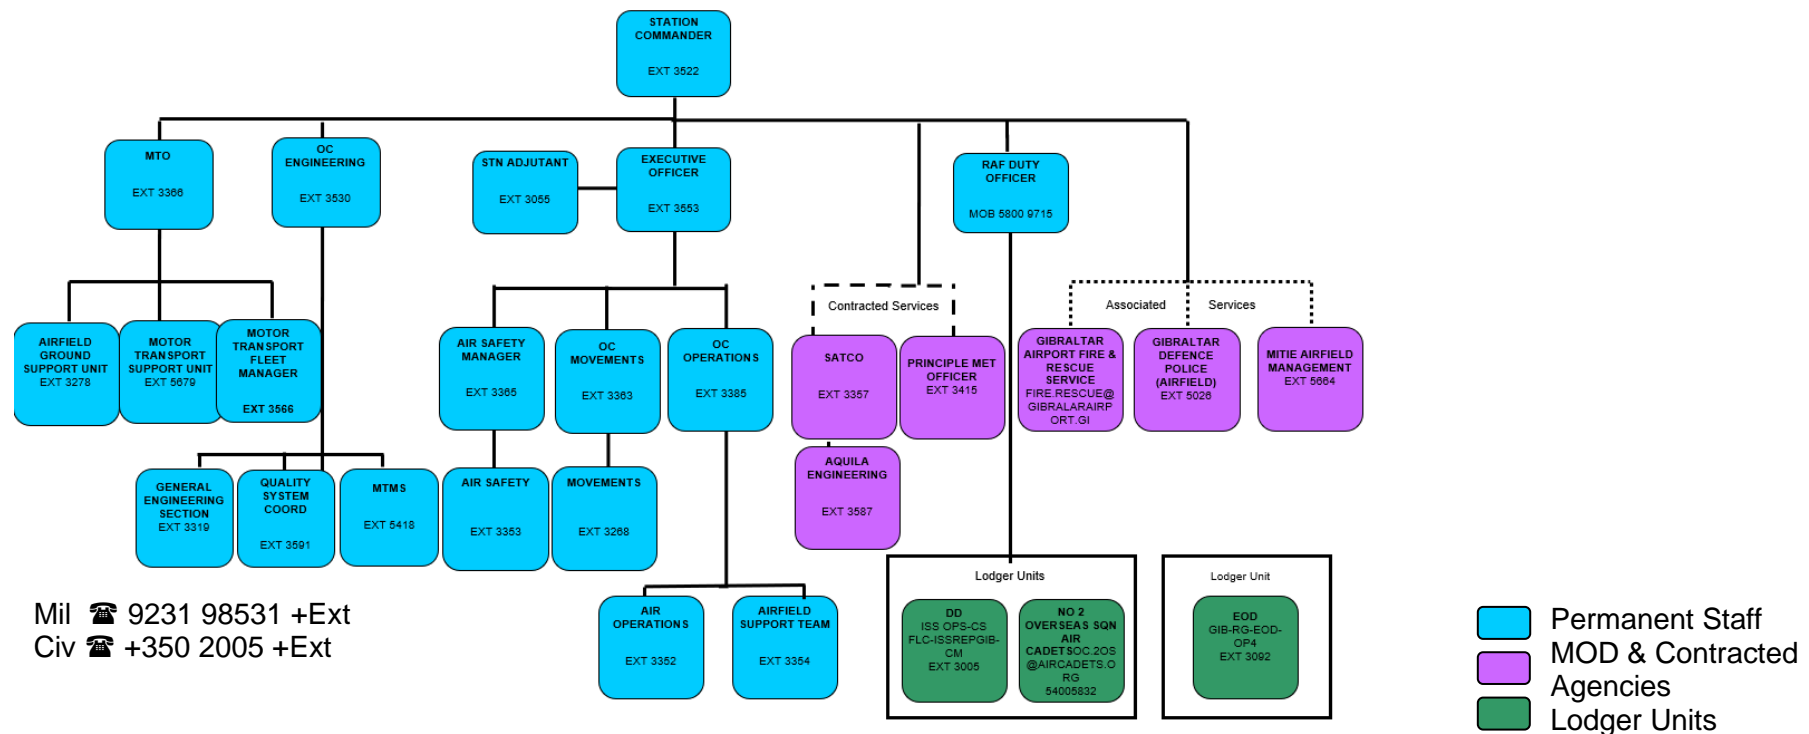 STATION
COMMANDER
EXT 3522
MTO
EXT 3366
OC
ENGINEERING
EXT 3530
STN ADJUTANT
EXT 3055
EXECUTIVE
OFFICER
EXT 3553
RAF DUTY
OFFICER
MOB 5800 9715
Contracted Services
Associated Services
AIRFIELD
GROUND
SUPPORT UNIT
EXT 3278
MOTOR
TRANSPORT
SUPPORT UNIT
EXT 5679
MOTOR
TRANSPORT
FLEET
MANAGER
EXT 3566
AIR SAFETY
MANAGER
EXT 3365
OC
MOVEMENTS
EXT 3363
OC
OPERATIONS
EXT 3385
SATCO
EXT 3357
PRINCIPLE MET
OFFICER
EXT 3415
GIBRALTAR
AIRPORT FIRE &
RESCUE
SERVICE
FIRE.RESCUE@
GIBRALARAIRP
ORT.GI
GIBRALTAR
DEFENCE
POLICE
(AIRFIELD)
EXT 5026
MITIE AIRFIELD
MANAGEMENT
EXT 5664
GENERAL
ENGINEERING
SECTION
EXT 3319
QUALITY
SYSTEM
COORD
EXT 3591
MTMS
EXT 5418
AIR SAFETY
EXT 3353
MOVEMENTS
EXT 3268
AQUILA
ENGINEERING
EXT 3587
AIR
OPERATIONS
EXT 3352
AIRFIELD
SUPPORT TEAM
EXT 3354
Lodger Units
DD
ISS OPS-CS
FLC-ISSREPGIB-
CM
EXT 3005
NO 2
OVERSEAS SQN
AIR
CADETSOC.2OS
@AIRCADETS.O
RG
54005832
Lodger Unit
EOD
GIB-RG-EOD-
OP4
EXT 3092
Mil ☎ 9231 98531 +Ext
Civ ☎ +350 2005 +Ext
Permanent Staff
MOD & Contracted
Agencies
Lodger Units